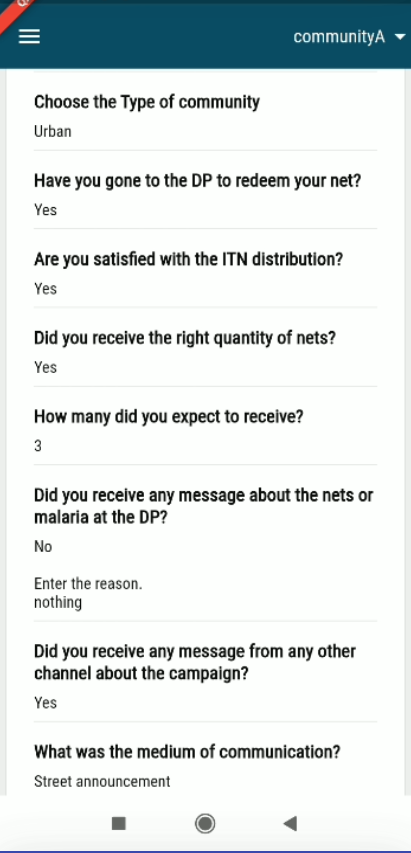 communityA
Choose the Type of community
Urban
Have you gone to the DP to redeem your net?
Yes
Are you satisfied with the ITN distribution?
Yes
Did you receive the right quantity of nets?
Yes
How many did you expect to receive?
3
Did you receive any message about the nets or
malaria at the DP?
No
Enter the reason.
nothing
Did you receive any message from any other
channel about the campaign?
Yes
What was the medium of communication?
Street announcement